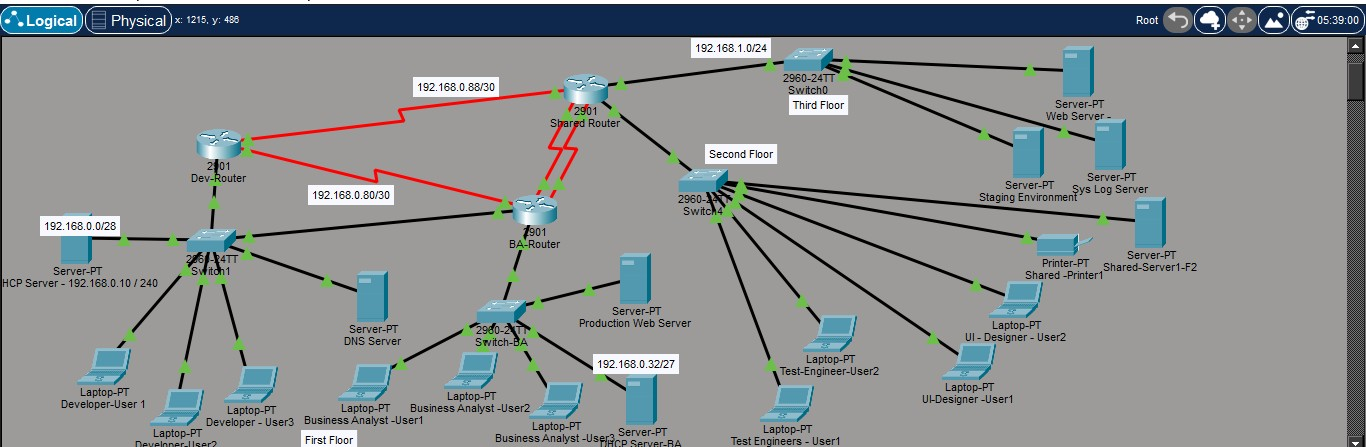 Logical
Physical
x: 1215, y: 486
Root
05:39:00
192.168.1.0/24
2960-24TT
Switch0
Third Floor
Server-PT
Web Server -
192.168.0.88/30
2901
Shared Router
Server-PT
Staging Environment
Server-PT
Sys Log Server
2901
Dev-Router
Second Floor
2960-24TT
Switch4
192.168.0.80/30
192.168.0.0/28
2901
BA-Router
Server-PT
HCP Server - 192.168.0.10 / 240
2960-24TT
Switch1
Printer-PT
Shared -Printer1
Server-PT
Shared-Server1-F2
Server-PT
DNS Server
2960-24TT
Switch-BA
Server-PT
Production Web Server
Laptop-PT
UI - Designer - User2
Laptop-PT
Test-Engineer-User2
192.168.0.32/27
Laptop-PT
Developer-User 1
Laptop-PT
Developer - User3
Laptop-PT
Developer-User2
Laptop-PT
Business Analyst -User1
Laptop-PT
Business Analyst -User2
Laptop-PT
Business Analyst -User3
Server-PT
DHCP Server-BA
Laptop-PT
UI-Designer -User1
Laptop-PT
Test Engineers - User1
First Floor